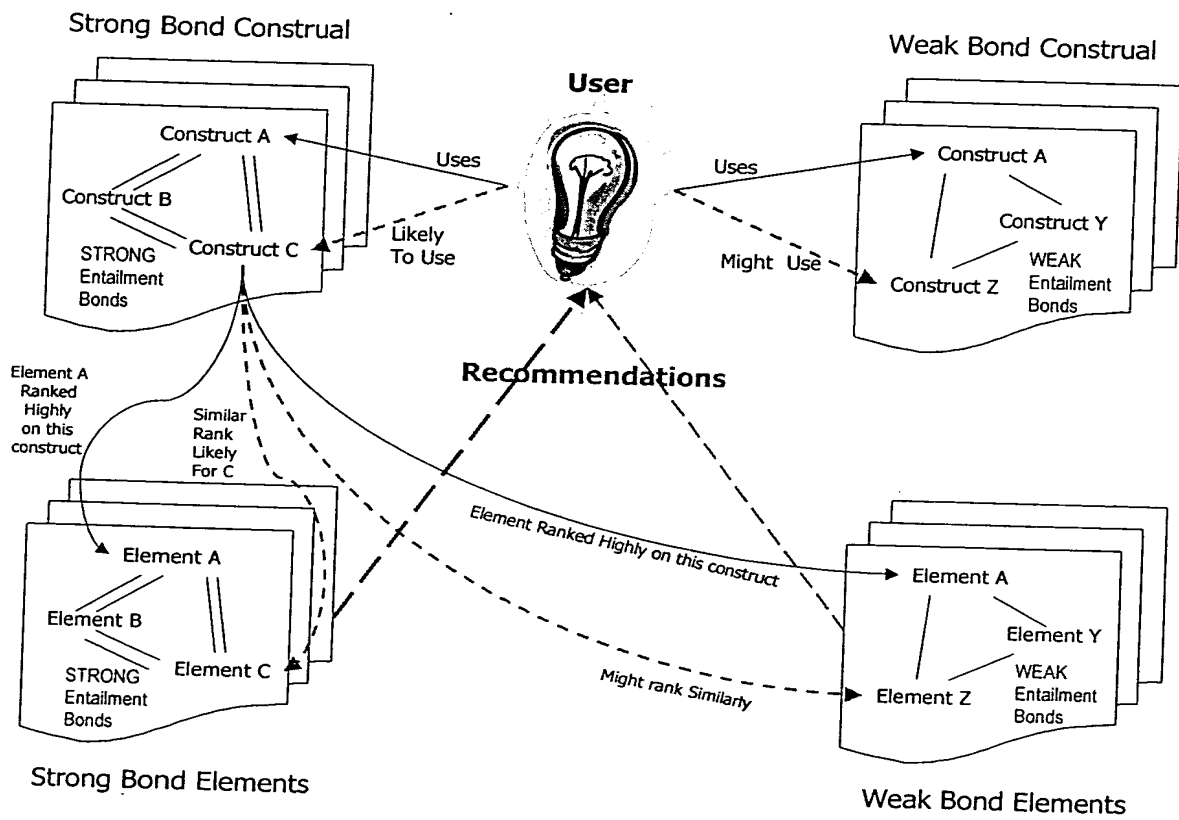 Strong Bond Construal
Weak Bond Construal
User
Construct A
Construct B
Construct C
STRONG
Entailment
Bonds
Uses
Likely
To Use
Uses
Might Use
Construct A
Construct Y
Construct Z
WEAK
Entailment
Bonds
Recommendations
Element A
Ranked
Highly
on this
construct
Similar
Rank
Likely
For C
Element Ranked Highly on this construct
Might rank Similarly
Element A
Element B
Element C
STRONG
Entailment
Bonds
Element A
Element Y
Element Z
WEAK
Entailment
Bonds
Strong Bond Elements
Weak Bond Elements